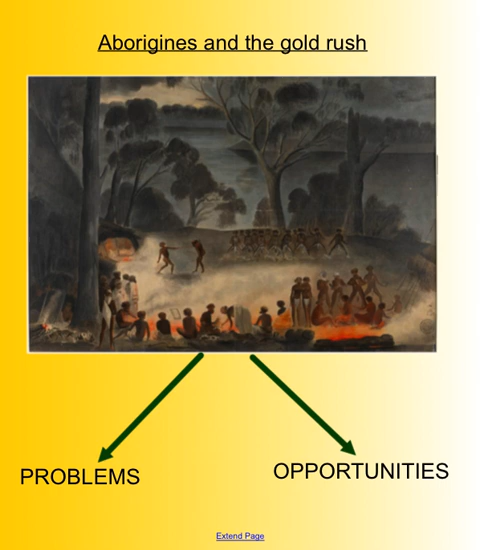 Aborigines and the gold rush
PROBLEMS
OPPORTUNITIES
Extend Page